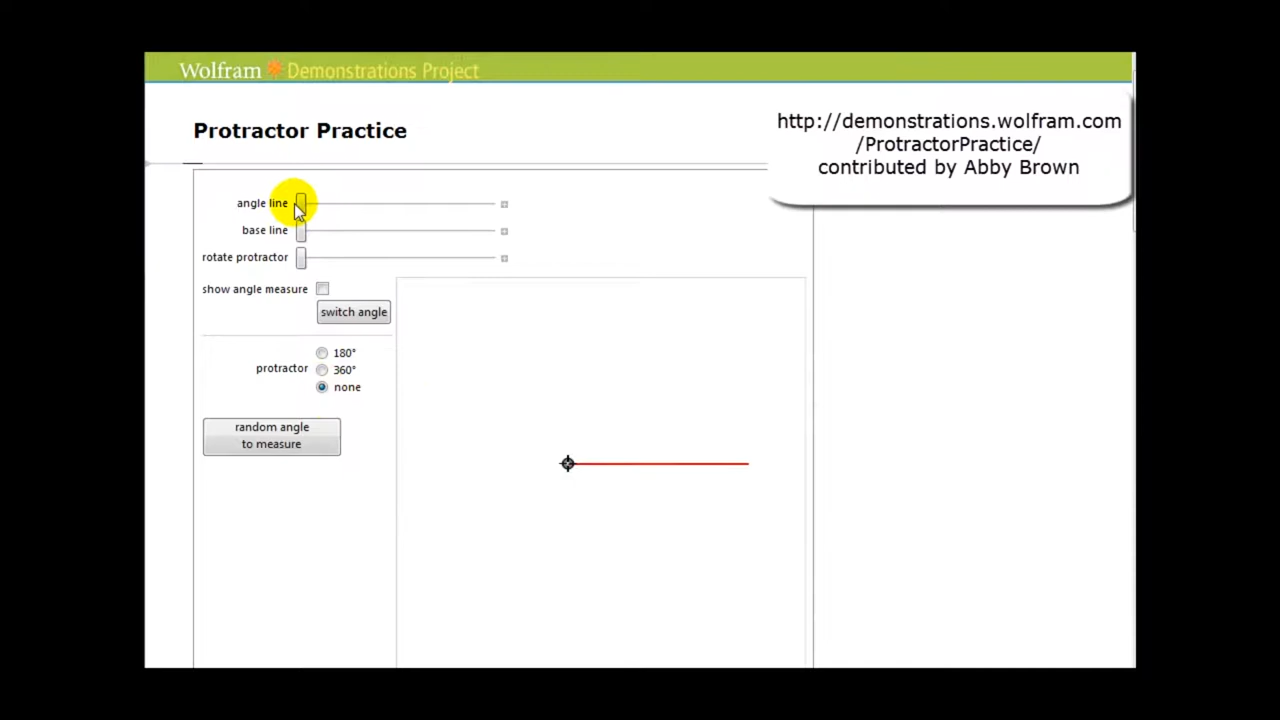 Wolfram Demonstrations Project
Protractor Practice
http://demonstrations.wolfram.com
/ProtractorPractice/
contributed by Abby Brown
angle line
base line
rotate protractor
show angle measure
switch angle
protractor
180°
360°
none
random angle
to measure